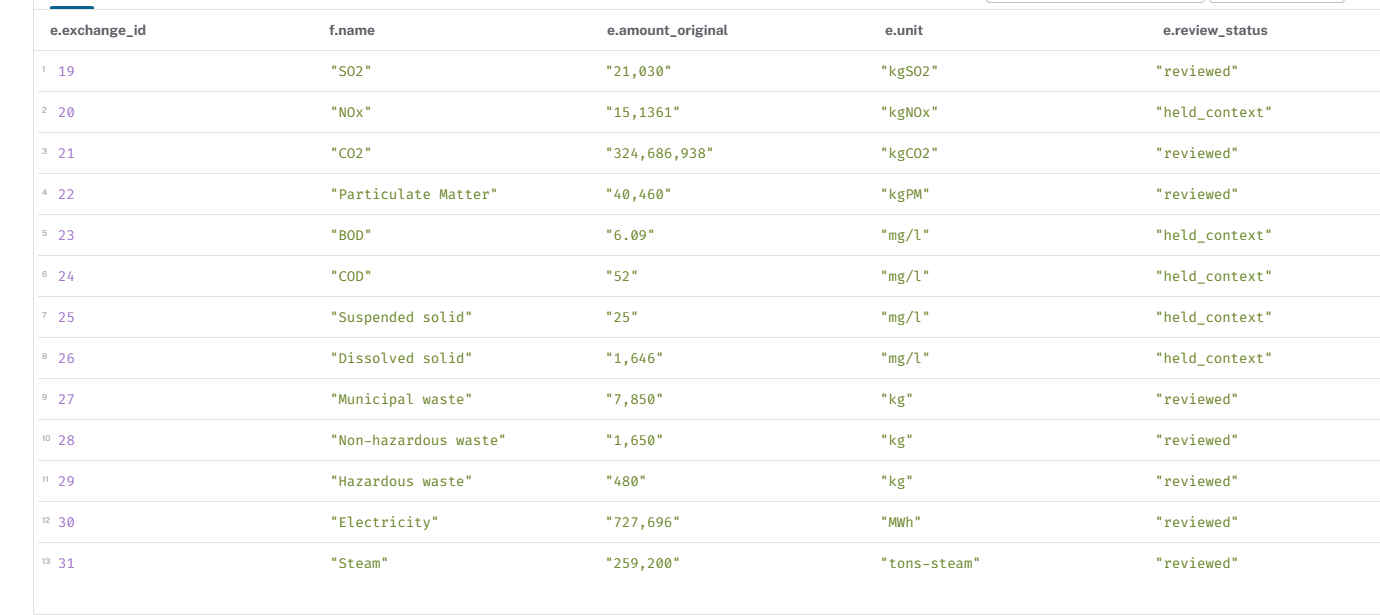 e.exchange_id f.name e.amount_original e.unit e.review_status
1 19 "SO2" "21,030" "kgSO2" "reviewed"
2 20 "NOx" "15,1361" "kgNOx" "held_context"
3 21 "CO2" "324,686,938" "kgCO2" "reviewed"
4 22 "Particulate Matter" "40,460" "kgPM" "reviewed"
5 23 "BOD" "6.09" "mg/l" "held_context"
6 24 "COD" "52" "mg/l" "held_context"
7 25 "Suspended solid" "25" "mg/l" "held_context"
8 26 "Dissolved solid" "1,646" "mg/l" "held_context"
9 27 "Municipal waste" "7,850" "kg" "reviewed"
10 28 "Non-hazardous waste" "1,650" "kg" "reviewed"
11 29 "Hazardous waste" "480" "kg" "reviewed"
12 30 "Electricity" "727,696" "MWh" "reviewed"
13 31 "Steam" "259,200" "tons-steam" "reviewed"